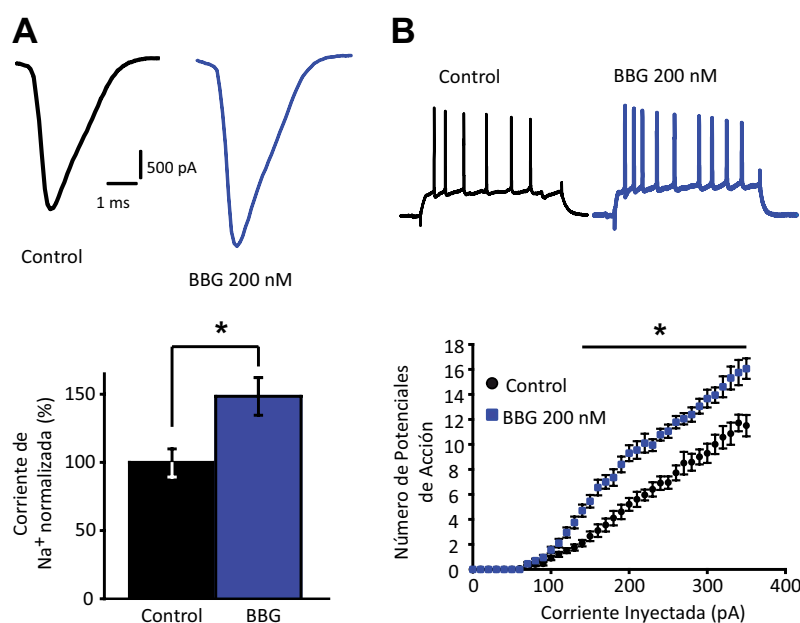 A
500 pA
1 ms
Control
BBG 200 nM
*
Corriente de
Na+ normalizada (%)
150
100
50
0
Control
BBG
B
Control
BBG 200 nM
*
Número de Potenciales
de Acción
18
16
14
12
10
8
6
4
2
0
Control
BBG 200 nM
0
100
200
300
400
Corriente Inyectada (pA)